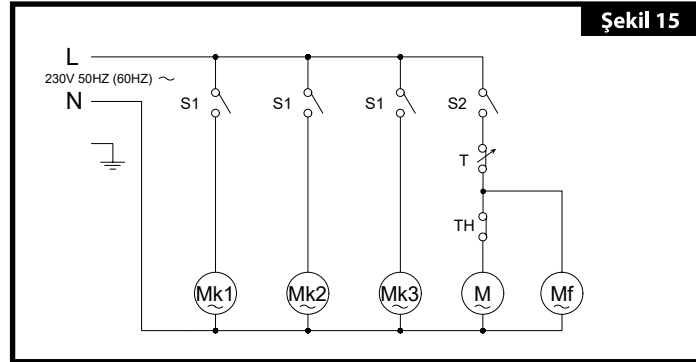 Şekil 15
L
230V 50HZ (60HZ) ~
N
S1 S1 S1 S2
T
TH
Mk1 Mk2 Mk3 M Mf